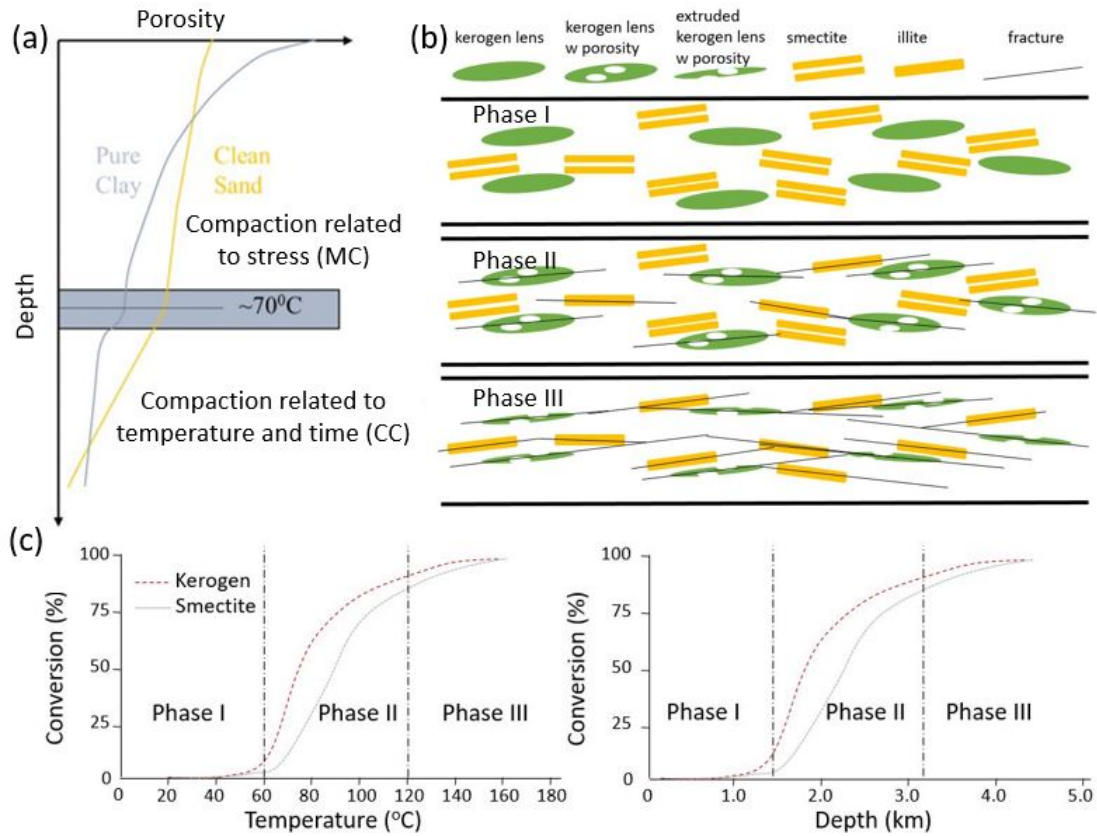 (a)
Porosity
Depth
Pure
Clay
Clean
Sand
Compaction related
to stress (MC)
~70⁰C
Compaction related to
temperature and time (CC)
(b)
kerogen lens
kerogen lens
w porosity
extruded
kerogen lens
w porosity
smectite
illite
fracture
Phase I
Phase II
Phase III
(c)
Conversion (%)
100
75
50
25
0
Kerogen
Smectite
Phase I
Phase II
Phase III
0 20 40 60 80 100 120 140 160 180
Temperature (°C)
Conversion (%)
100
75
50
25
0
Phase I
Phase II
Phase III
0 1.0 2.0 3.0 4.0 5.0
Depth (km)